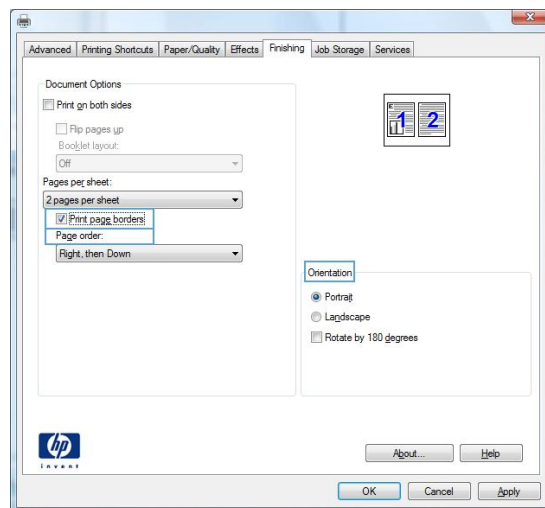 Advanced Printing Shortcuts Paper/Quality Effects Finishing Job Storage Services
Document Options
Print on both sides
Flip pages up
Booklet layout:
Off
Pages per sheet:
2 pages per sheet
Print page borders
Page order:
Right, then Down
1 2
Orientation
Portrait
Landscape
Rotate by 180 degrees
hp
invent
About... Help
OK Cancel Apply